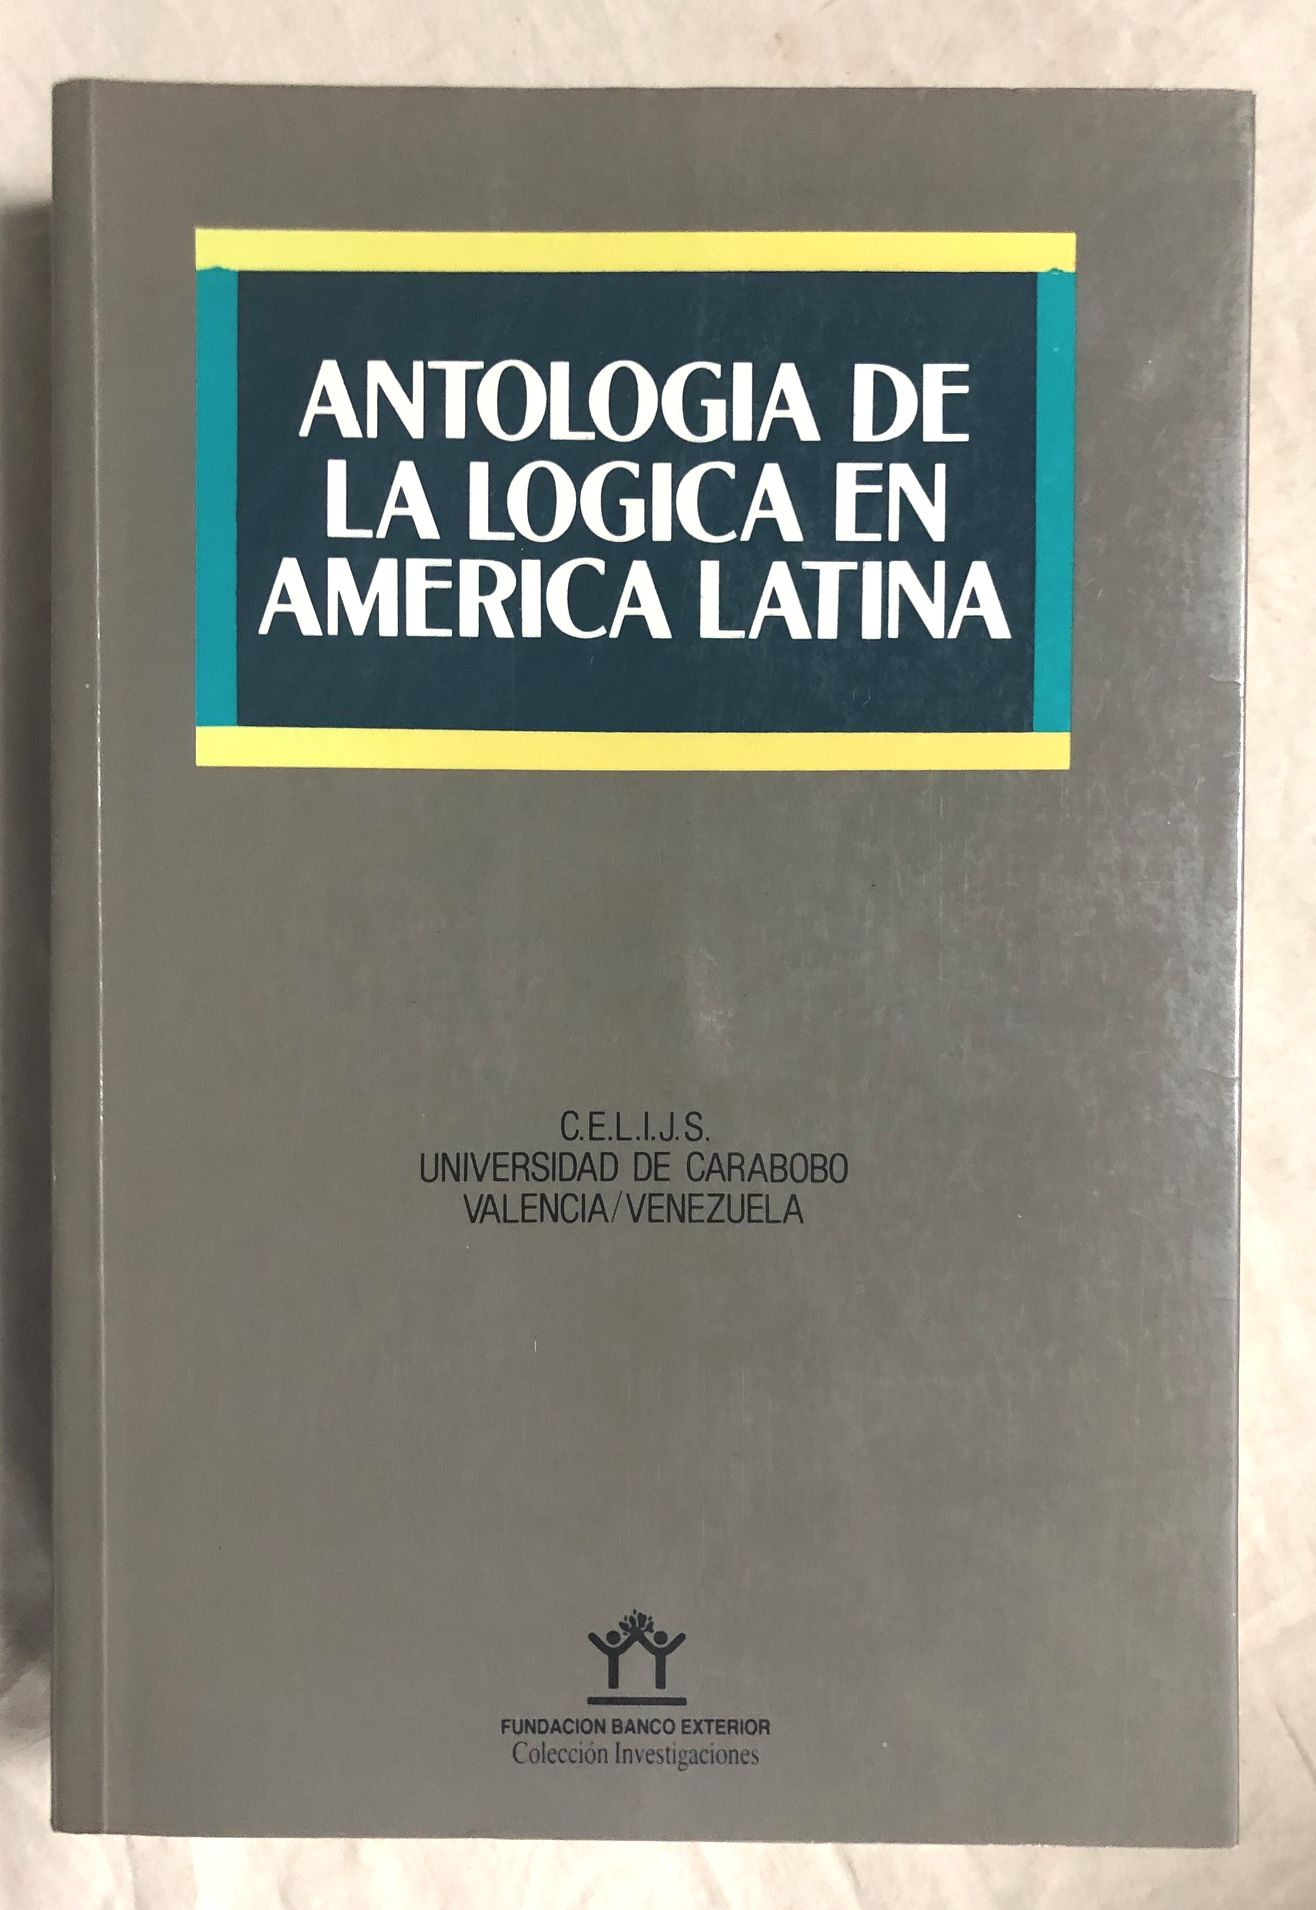 ANTOLOGIA DE
LA LOGICA EN
AMERICA LATINA
C.E.L.I.J.S.
UNIVERSIDAD DE CARABOBO
VALENCIA/VENEZUELA
FUNDACION BANCO EXTERIOR
Colección Investigaciones